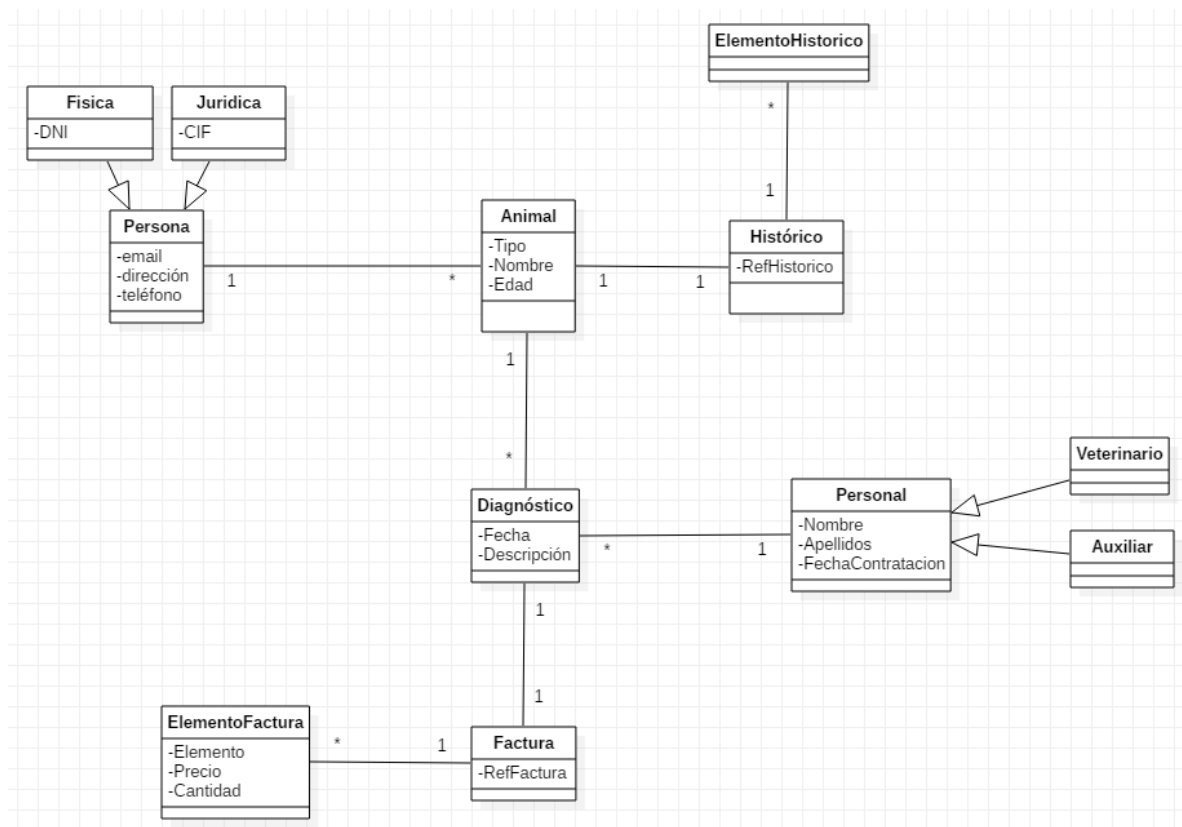 ElementoHistorico
*
1
Fisica
-DNI
Juridica
-CIF
Persona
-email
-dirección
-teléfono
1
*
Animal
-Tipo
-Nombre
-Edad
1
1
Histórico
-RefHistorico
1
*
Diagnóstico
-Fecha
-Descripción
*
1
Personal
-Nombre
-Apellidos
-FechaContratacion
Veterinario
Auxiliar
1
1
ElementoFactura
-Elemento
-Precio
-Cantidad
*
1
Factura
-RefFactura